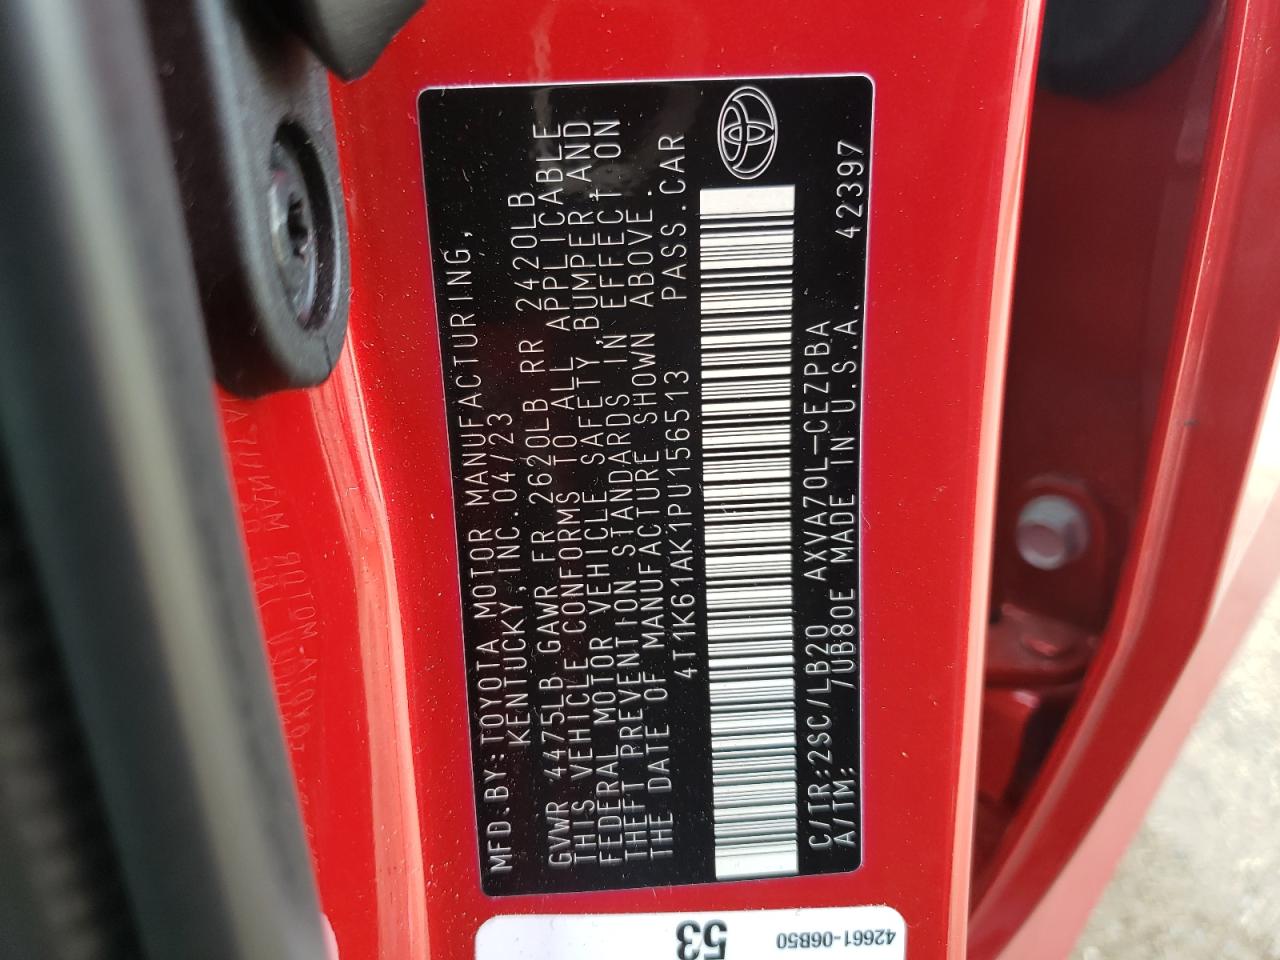 MFD.BY:TOYOTA MOTOR MANUFACTURING,
KENTUCKY,INC.04/23
GVWR 4475LB GAWR FR 2620LB RR 2420LB
THIS VEHICLE CONFORMS TO ALL APPLICABLE
FEDERAL MOTOR VEHICLE SAFETY,BUMPER,AND
THEFT PREVENTION STANDARDS IN EFFECT ON
THE DATE OF MANUFACTURE SHOWN ABOVE.
4T1K61AK1PU156513 PASS.CAR
C/TR:2SC/LB20 AXVA70L-CEZPBA
A/TM: /UB80E MADE IN U.S.A. 42397
53
42661-06B50